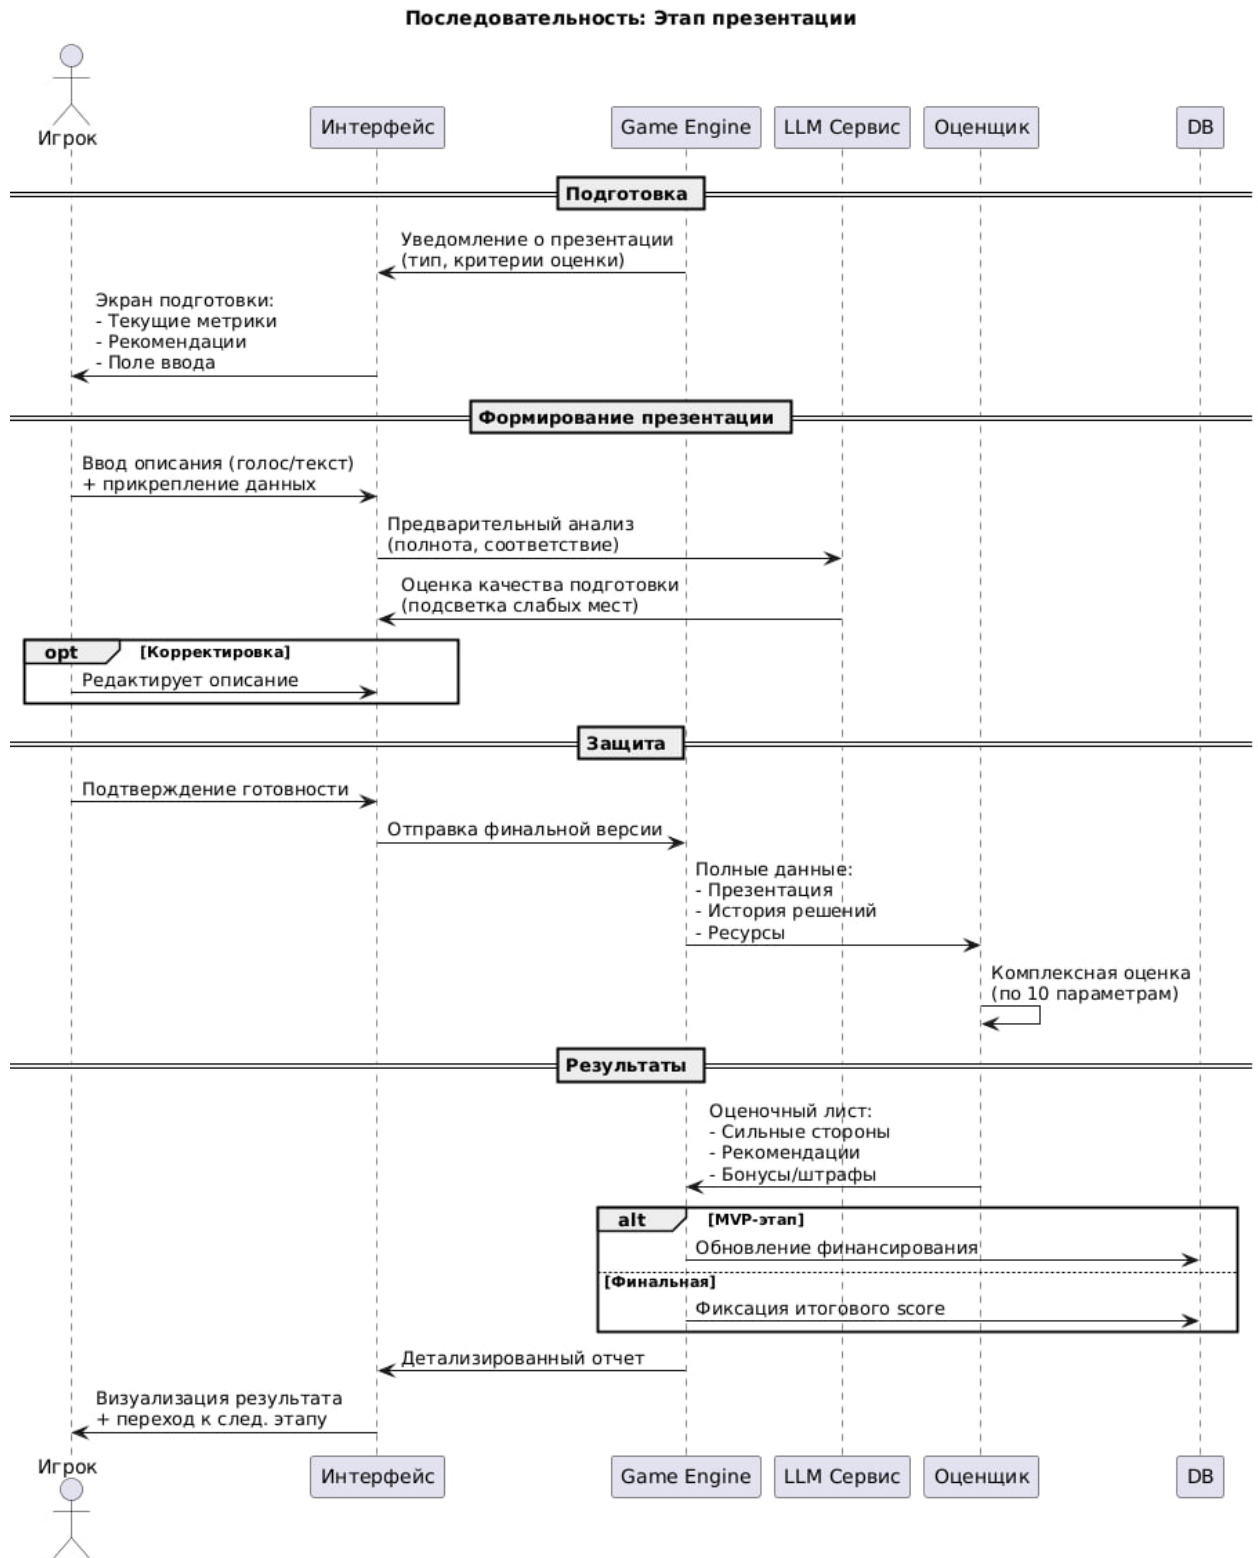 Последовательность: Этап презентации
Игрок
Интерфейс
Game Engine
LLM Сервис
Оценщик
DB
Подготовка
Уведомление о презентации
(тип, критерии оценки)
Экран подготовки:
- Текущие метрики
- Рекомендации
- Поле ввода
Формирование презентации
Ввод описания (голос/текст)
+ прикрепление данных
Предварительный анализ
(полнота, соответствие)
Оценка качества подготовки
(подсветка слабых мест)
opt
[Корректировка]
Редактирует описание
Защита
Подтверждение готовности
Отправка финальной версии
Полные данные:
- Презентация
- История решений
- Ресурсы
Комплексная оценка
(по 10 параметрам)
Результаты
Оценочный лист:
- Сильные стороны
- Рекомендации
- Бонусы/штрафы
alt
[MVP-этап]
Обновление финансирования
[Финальная]
Фиксация итогового score
Детализированный отчет
Визуализация результата
+ переход к след. этапу
Игрок
Интерфейс
Game Engine
LLM Сервис
Оценщик
DB